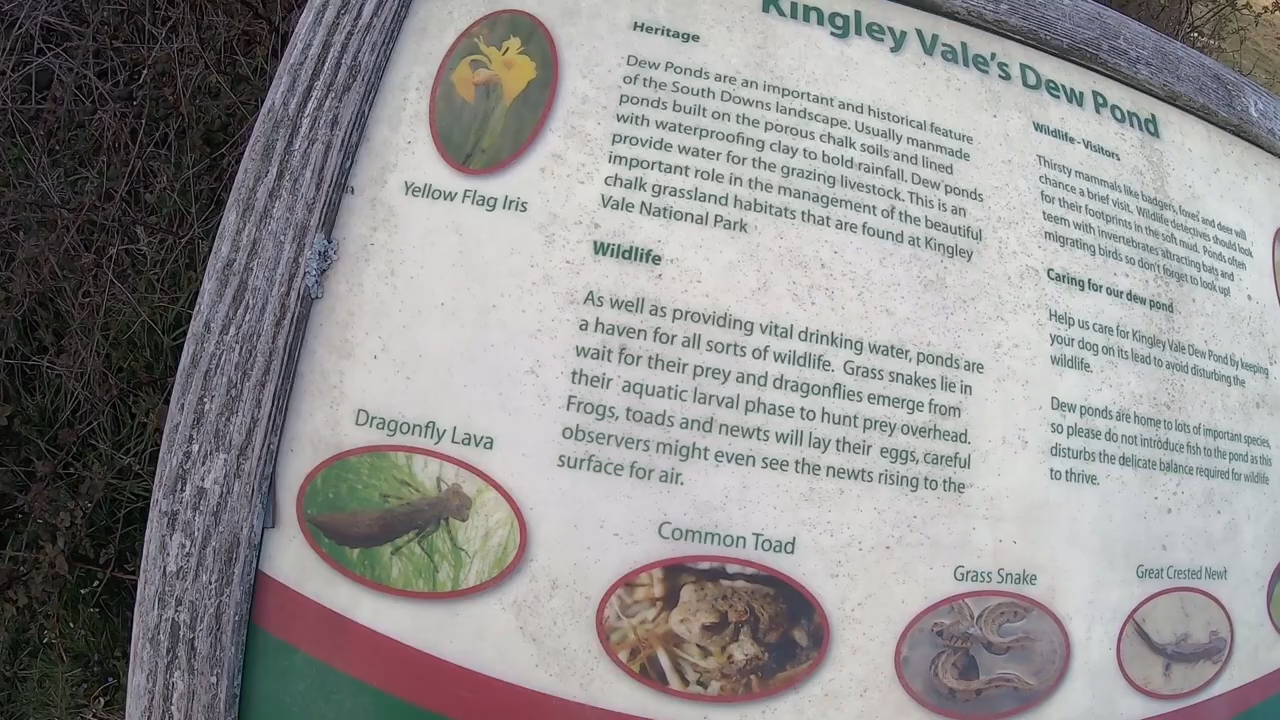 Kingley Vale's Dew Pond
Heritage
Dew Ponds are an important and historical feature
of the South Downs landscape. Usually manmade
ponds built on the porous chalk soils and lined
with waterproofing clay to bold rainfall. Dew ponds
provide water for the grazing livestock. This is an
important role in the management of the beautiful
chalk grassland habitats that are found at Kingley
Vale National Park
Wildlife
As well as providing vital drinking water, ponds are
a haven for all sorts of wildlife. Grass snakes lie in
wait for their prey and dragonflies emerge from
their aquatic larval phase to hunt prey overhead.
Frogs, toads and newts will lay their eggs, careful
observers might even see the newts rising to the
surface for air.
Wildlife-Visitors
Thirsty mammals like badgers, foxes and deer will
chance a brief visit. Wildlife detectives should look
for their footprints in the soft mud. Ponds often
teem with invertebrates attracting bats and
migrating birds so don't forget to look up!
Caring for our dew pond
Help us care for Kingley Vale Dew Pond by keeping
your dog on its lead to avoid disturbing the
wildlife.
Dew ponds are home to lots of important species,
so please do not introduce fish to the pond as this
disturbs the delicate balance required for wildlife
to thrive.
Yellow Flag Iris
Dragonfly Lava
Common Toad
Grass Snake
Great Crested Newt